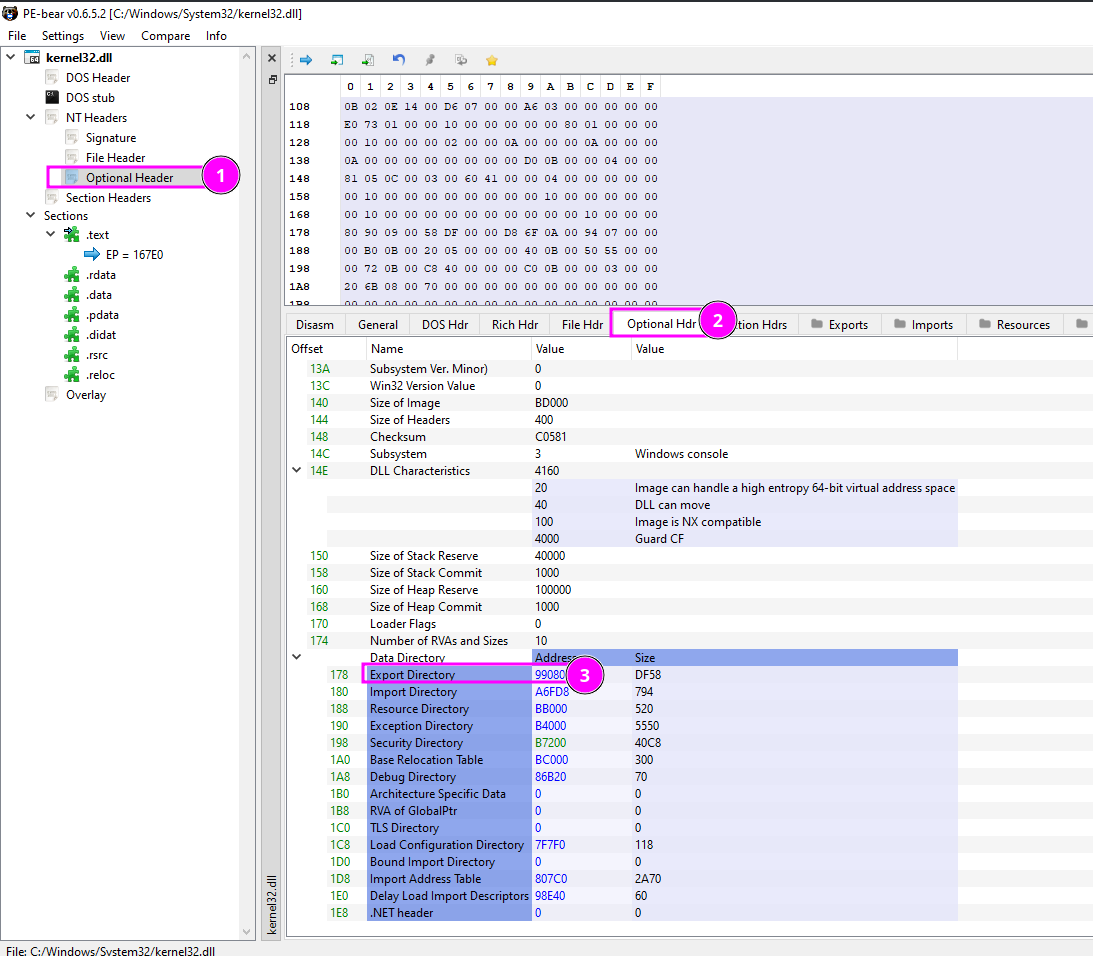 PE-bear v0.6.5.2 [C:/Windows/System32/kernel32.dll]
File Settings View Compare Info
kernel32.dll
DOS Header
DOS stub
NT Headers
Signature
File Header
Optional Header 1
Section Headers
Sections
.text
EP = 167E0
.rdata
.data
.pdata
.didat
.rsrc
.reloc
Overlay
kernel32.dll
0 1 2 3 4 5 6 7 8 9 A B C D E F
108 0B 02 0E 14 00 D6 07 00 00 A6 03 00 00 00 00 00
118 E0 73 01 00 00 10 00 00 00 00 00 80 01 00 00 00
128 00 10 00 00 00 02 00 00 0A 00 00 00 0A 00 00 00
138 0A 00 00 00 00 00 00 00 00 D0 0B 00 00 04 00 00
148 81 05 0C 00 03 00 60 41 00 00 04 00 00 00 00 00
158 00 10 00 00 00 00 00 00 00 00 10 00 00 00 00 00
168 00 10 00 00 00 00 00 00 00 00 00 00 10 00 00 00
178 80 90 09 00 58 DF 00 00 D8 6F 0A 00 94 07 00 00
188 00 B0 0B 00 20 05 00 00 00 40 0B 00 50 55 00 00
198 00 72 0B 00 C8 40 00 00 00 C0 0B 00 00 03 00 00
1A8 20 6B 08 00 70 00 00 00 00 00 00 00 00 00 00 00
1B8 00 00 00 00 00 00 00 00 00 00 00 00 00 00 00 00
Disasm General DOS Hdr Rich Hdr File Hdr Optional Hdr 2 tion Hdrs Exports Imports Resources
Offset Name Value Value
13A Subsystem Ver. Minor) 0
13C Win32 Version Value 0
140 Size of Image BD000
144 Size of Headers 400
148 Checksum C0581
14C Subsystem 3 Windows console
14E DLL Characteristics 4160
20 Image can handle a high entropy 64-bit virtual address space
40 DLL can move
100 Image is NX compatible
4000 Guard CF
150 Size of Stack Reserve 40000
158 Size of Stack Commit 1000
160 Size of Heap Reserve 100000
168 Size of Heap Commit 1000
170 Loader Flags 0
174 Number of RVAs and Sizes 10
Data Directory Address Size
178 Export Directory 99080 3 DF58
180 Import Directory A6FD8 794
188 Resource Directory BB000 520
190 Exception Directory B4000 5550
198 Security Directory B7200 40C8
1A0 Base Relocation Table BC000 300
1A8 Debug Directory 86B20 70
1B0 Architecture Specific Data 0 0
1B8 RVA of GlobalPtr 0 0
1C0 TLS Directory 0 0
1C8 Load Configuration Directory 7F7F0 118
1D0 Bound Import Directory 0 0
1D8 Import Address Table 807C0 2A70
1E0 Delay Load Import Descriptors 98E40 60
1E8 .NET header 0 0
File: C:/Windows/System32/kernel32.dll